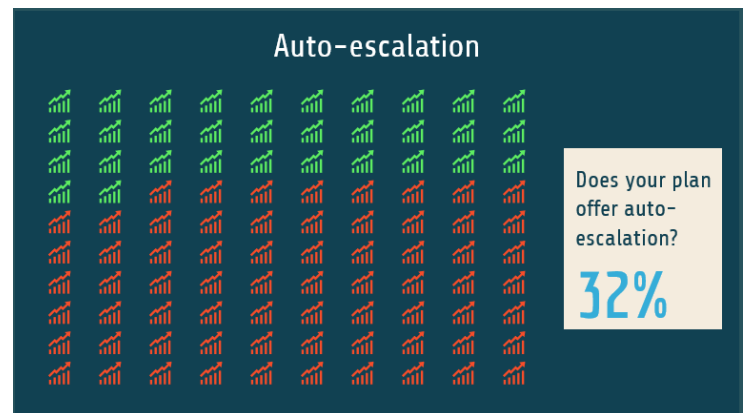 Auto-escalation
Does your plan
offer auto-
escalation?
32%